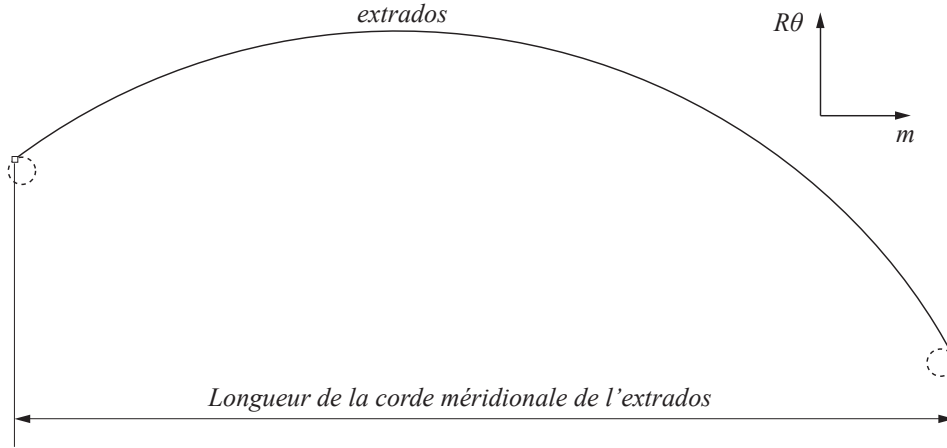 extrados
Rθ
m
Longueur de la corde méridionale de l’extrados